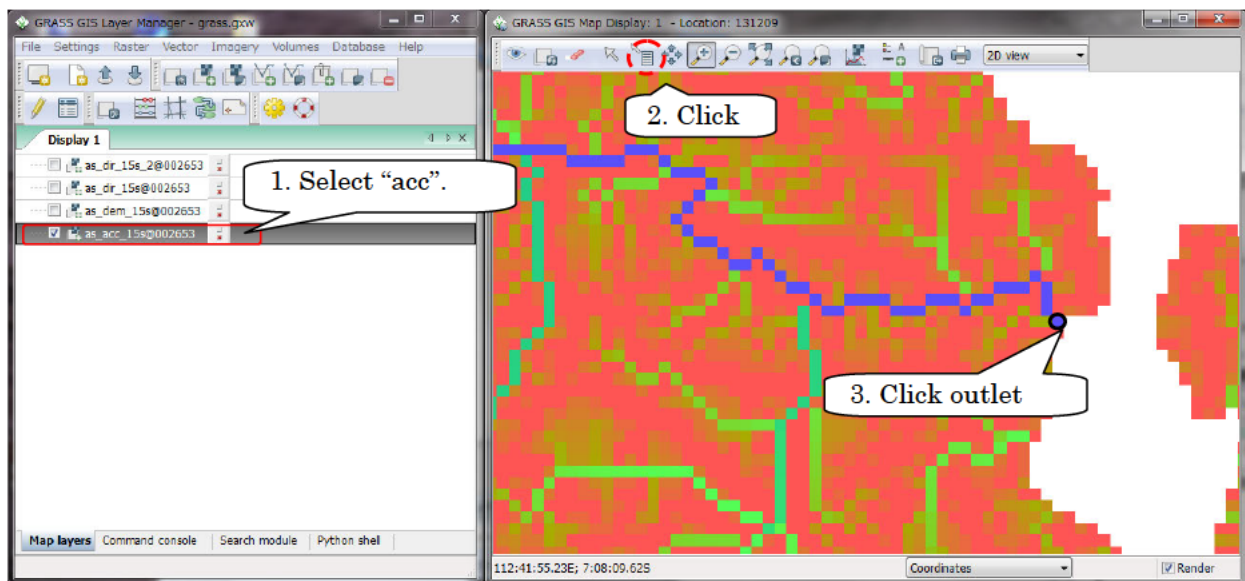 GRASS GIS Layer Manager - grass.gxw
File Settings Raster Vector Imagery Volumes Database Help
Display 1
as_dir_15s_2@002653
as_dir_15s@002653
as_dem_15s@002653
as_acc_15s@002653
1. Select “acc”.
Map layers Command console Search module Python shell
GRASS GIS Map Display: 1 - Location: 131209
2D view
2. Click
3. Click outlet
112:41:55.23E; 7:08:09.62S
Coordinates
Render